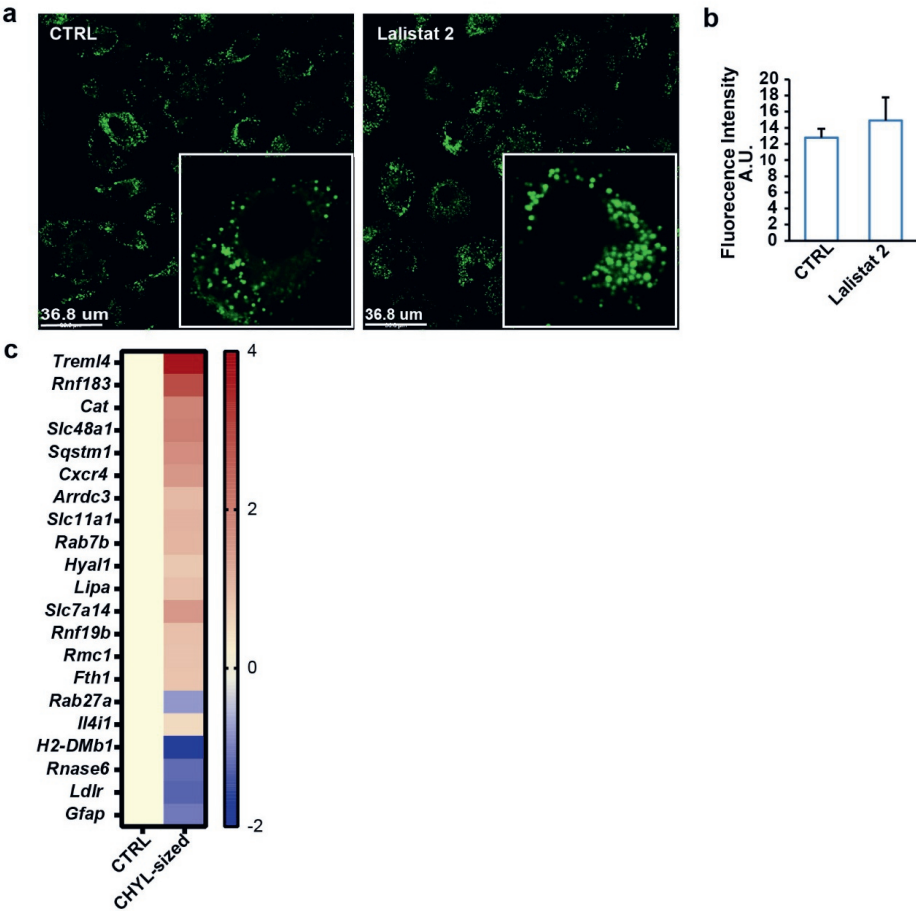 a
CTRL
Lalistat 2
36.8 um
36.8 um
b
Fluorecence Intensity
A.U.
20
18
16
14
12
10
8
6
4
2
0
CTRL
Lalistat 2
c
Treml4
Rnf183
Cat
Slc48a1
Sqstm1
Cxcr4
Arrdc3
Slc11a1
Rab7b
Hyal1
Lipa
Slc7a14
Rnf19b
Rmc1
Fth1
Rab27a
Il4i1
H2-DMb1
Rnase6
Ldlr
Gfap
4
2
0
-2
CTRL
CHYL-sized